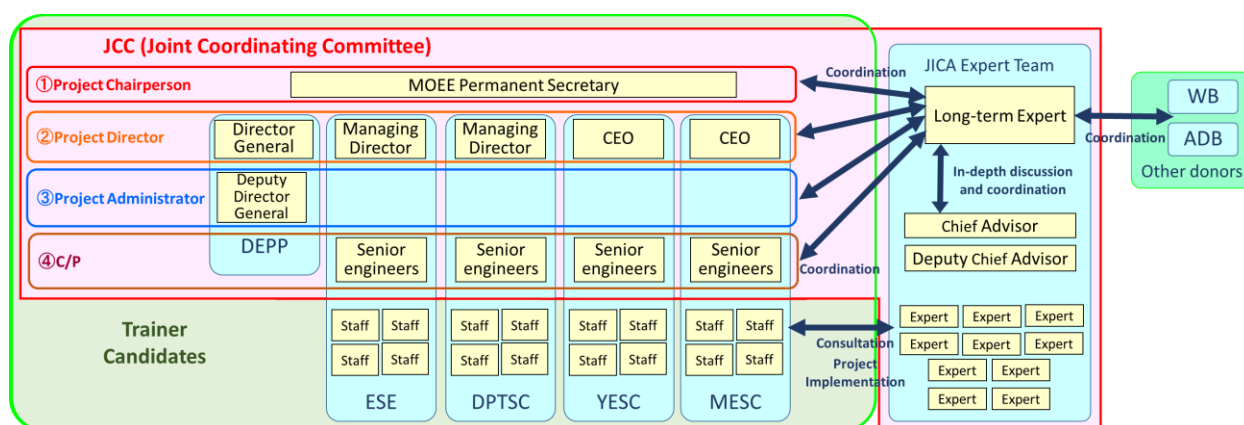 JCC (Joint Coordinating Committee)
①Project Chairperson
MOEE Permanent Secretary
②Project Director
Director
General
Managing
Director
Managing
Director
CEO
CEO
③Project Administrator
Deputy
Director
General
DEPP
④C/P
Senior
engineers
Senior
engineers
Senior
engineers
Senior
engineers
Trainer
Candidates
Staff Staff
Staff Staff
ESE
Staff Staff
Staff Staff
DPTSC
Staff Staff
Staff Staff
YESC
Staff Staff
Staff Staff
MESC
Coordination
Coordination
Consultation
Project
Implementation
JICA Expert Team
Long-term Expert
In-depth discussion
and coordination
Chief Advisor
Deputy Chief Advisor
Expert Expert Expert
Expert Expert Expert
Expert Expert
Expert Expert
Coordination
WB
ADB
Other donors